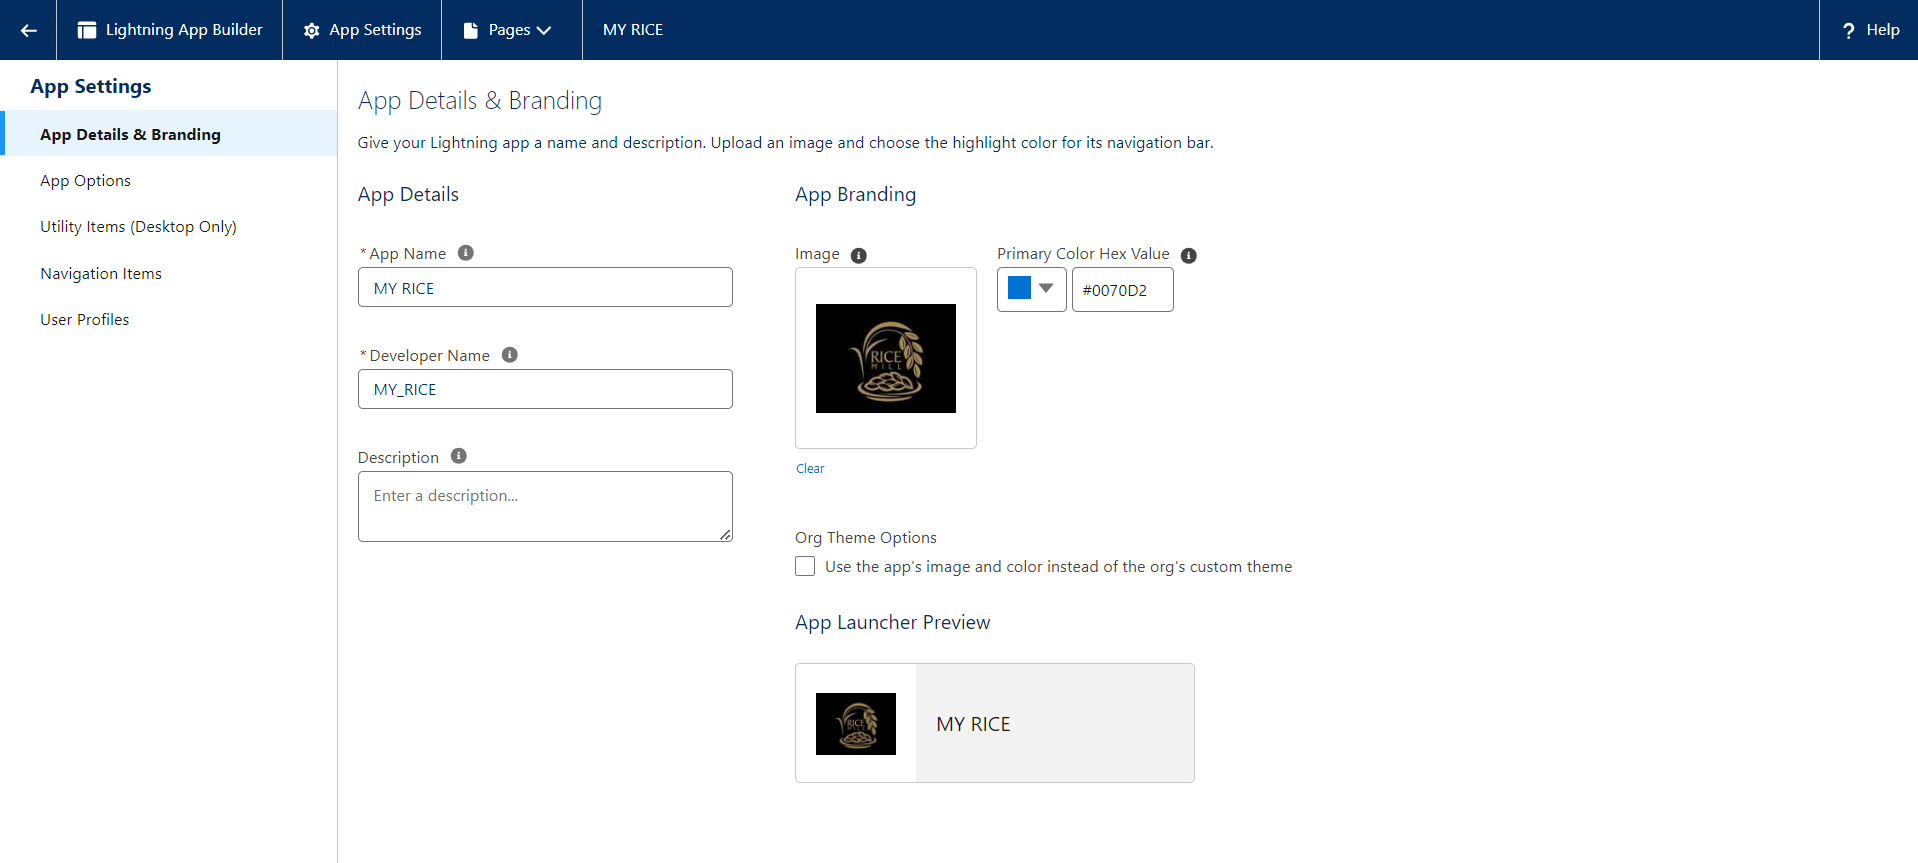 Lightning App Builder
App Settings
Pages
MY RICE
? Help
App Settings
App Details & Branding
App Options
Utility Items (Desktop Only)
Navigation Items
User Profiles
App Details & Branding
Give your Lightning app a name and description. Upload an image and choose the highlight color for its navigation bar.
App Details
* App Name
MY RICE
* Developer Name
MY_RICE
Description
Enter a description...
App Branding
Image
RICE
MILL
Clear
Primary Color Hex Value
#0070D2
Org Theme Options
Use the app's image and color instead of the org's custom theme
App Launcher Preview
RICE
MILL
MY RICE